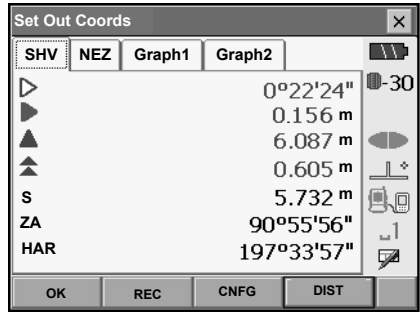 Set Out Coords
SHV NEZ Graph1 Graph2
0°22'24"
0.156 m
6.087 m
0.605 m
S 5.732 m
ZA 90°55'56"
HAR 197°33'57"
-30
1
OK REC CNFG DIST